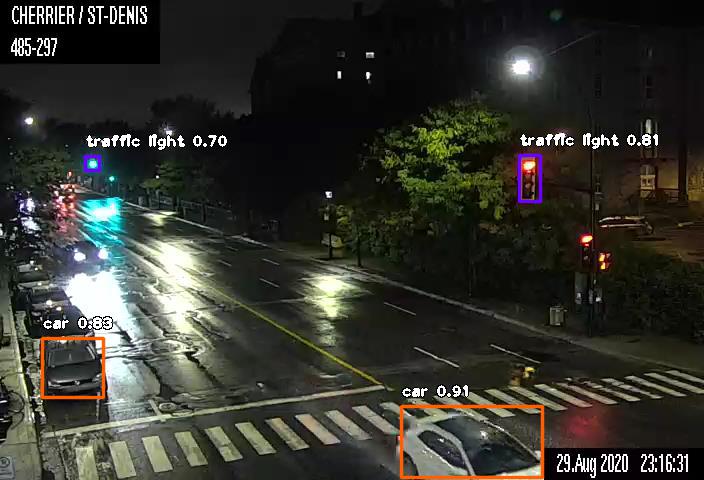 CHERRIER / ST-DENIS
485-297
traffic light 0.70
traffic light 0.81
car 0.83
car 0.91
29.Aug 2020 23:16:31